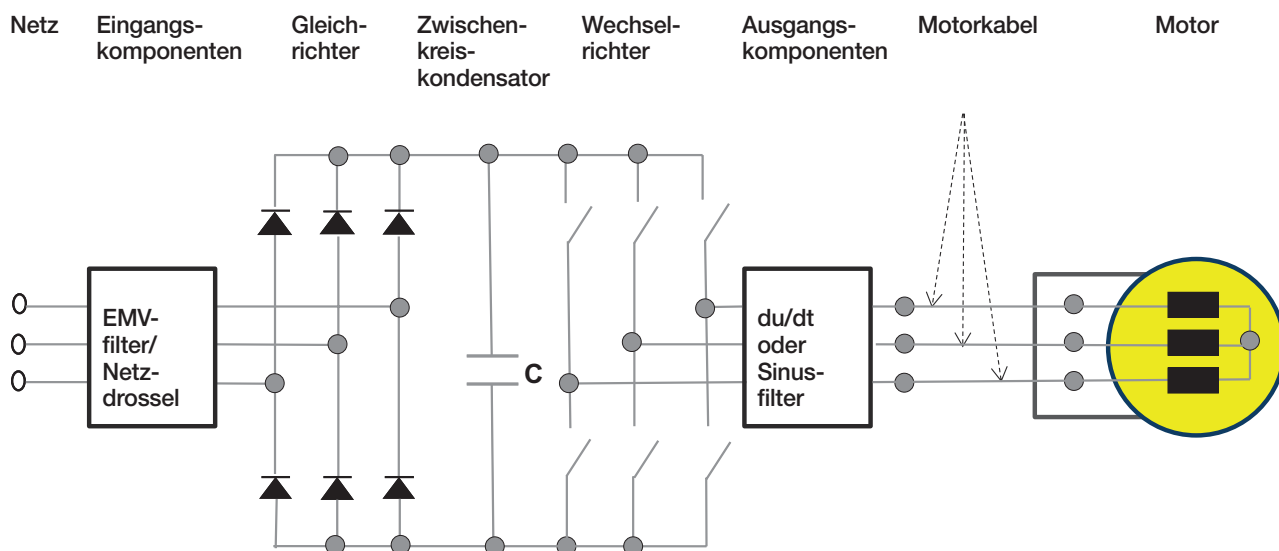 Netz
Eingangs-
komponenten
Gleich-
richter
Zwischen-
kreis-
kondensator
Wechsel-
richter
Ausgangs-
komponenten
Motorkabel
Motor
EMV-
filter/
Netz-
drossel
C
du/dt
oder
Sinus-
filter